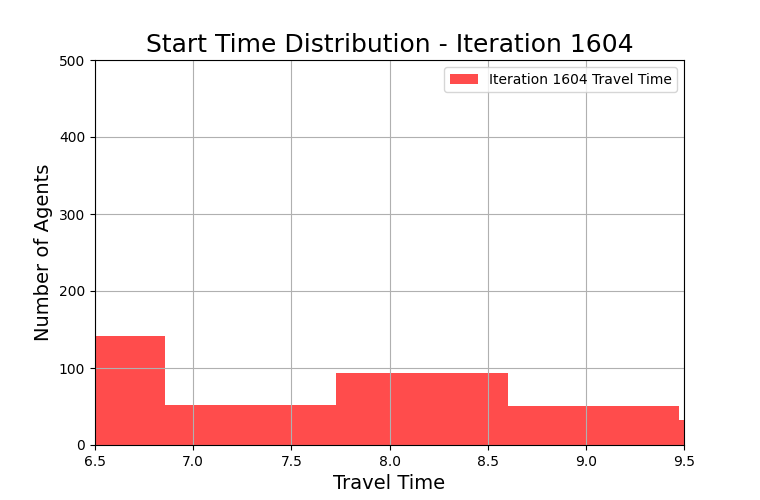 Start Time Distribution - Iteration 1604
500
400
300
200
100
0
Number of Agents
Iteration 1604 Travel Time
6.5 7.0 7.5 8.0 8.5 9.0 9.5
Travel Time